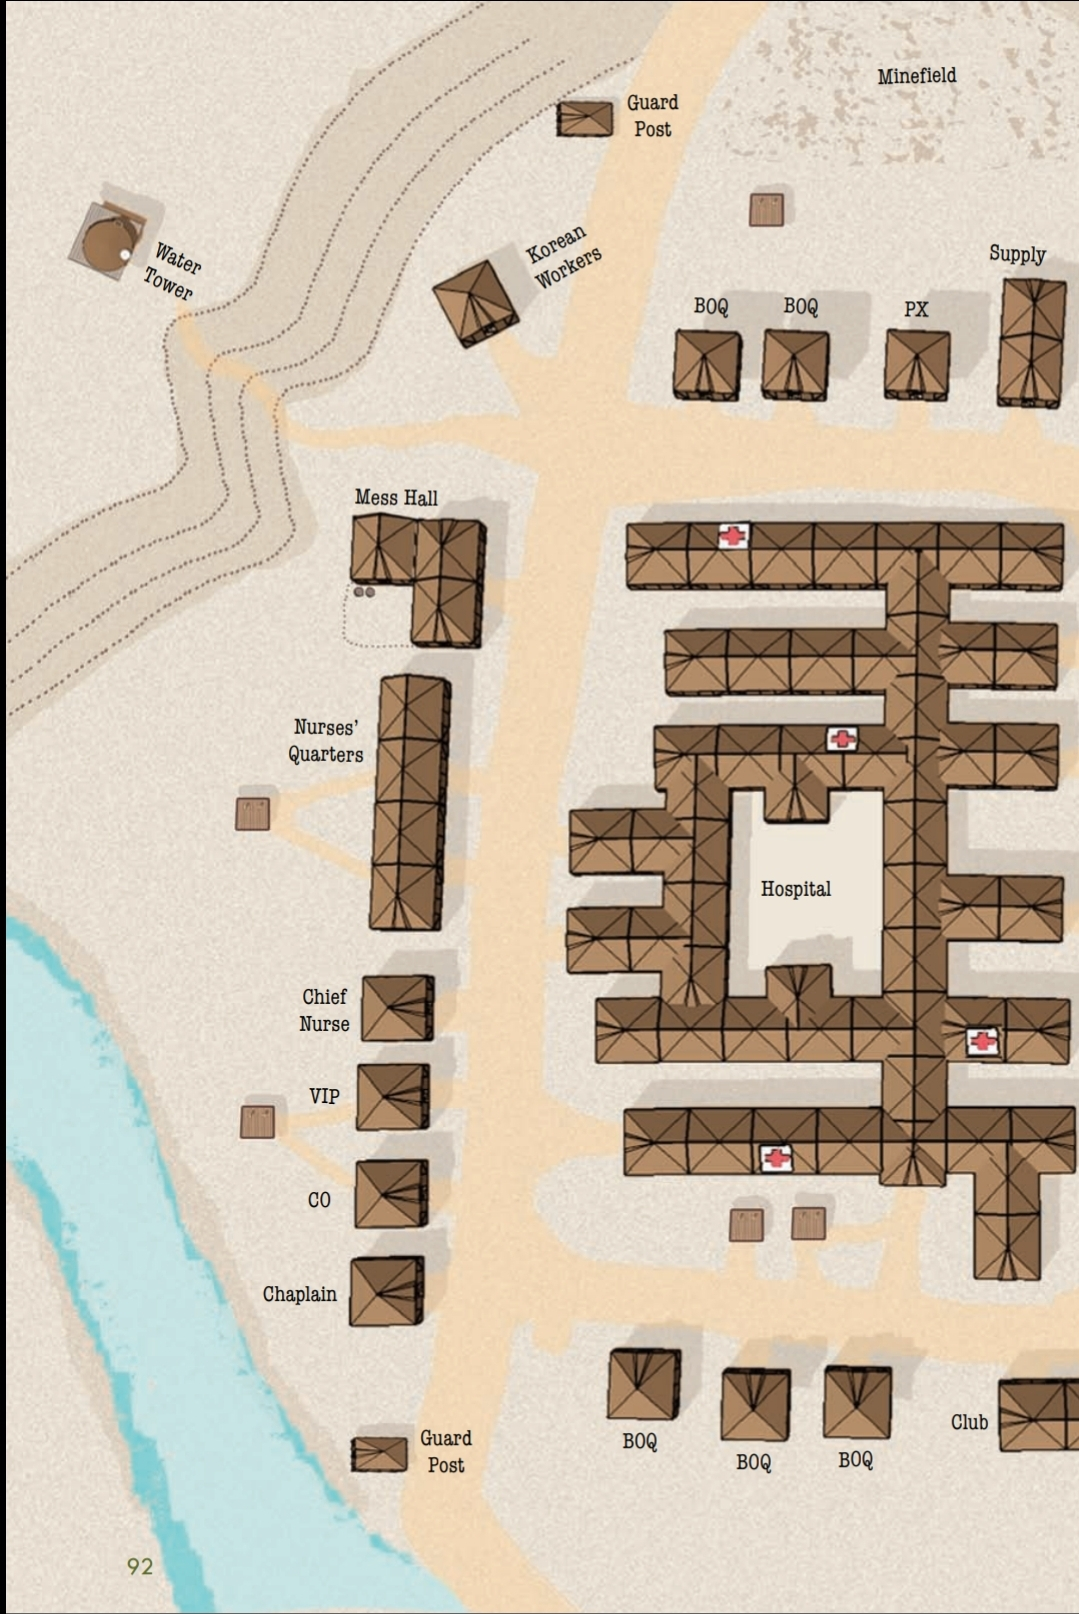 Minefield
Guard
Post
Water
Tower
Korean
Workers
Supply
BOQ
BOQ
PX
Mess Hall
Nurses'
Quarters
Hospital
Chief
Nurse
VIP
CO
Chaplain
Guard
Post
BOQ
BOQ
BOQ
Club
92